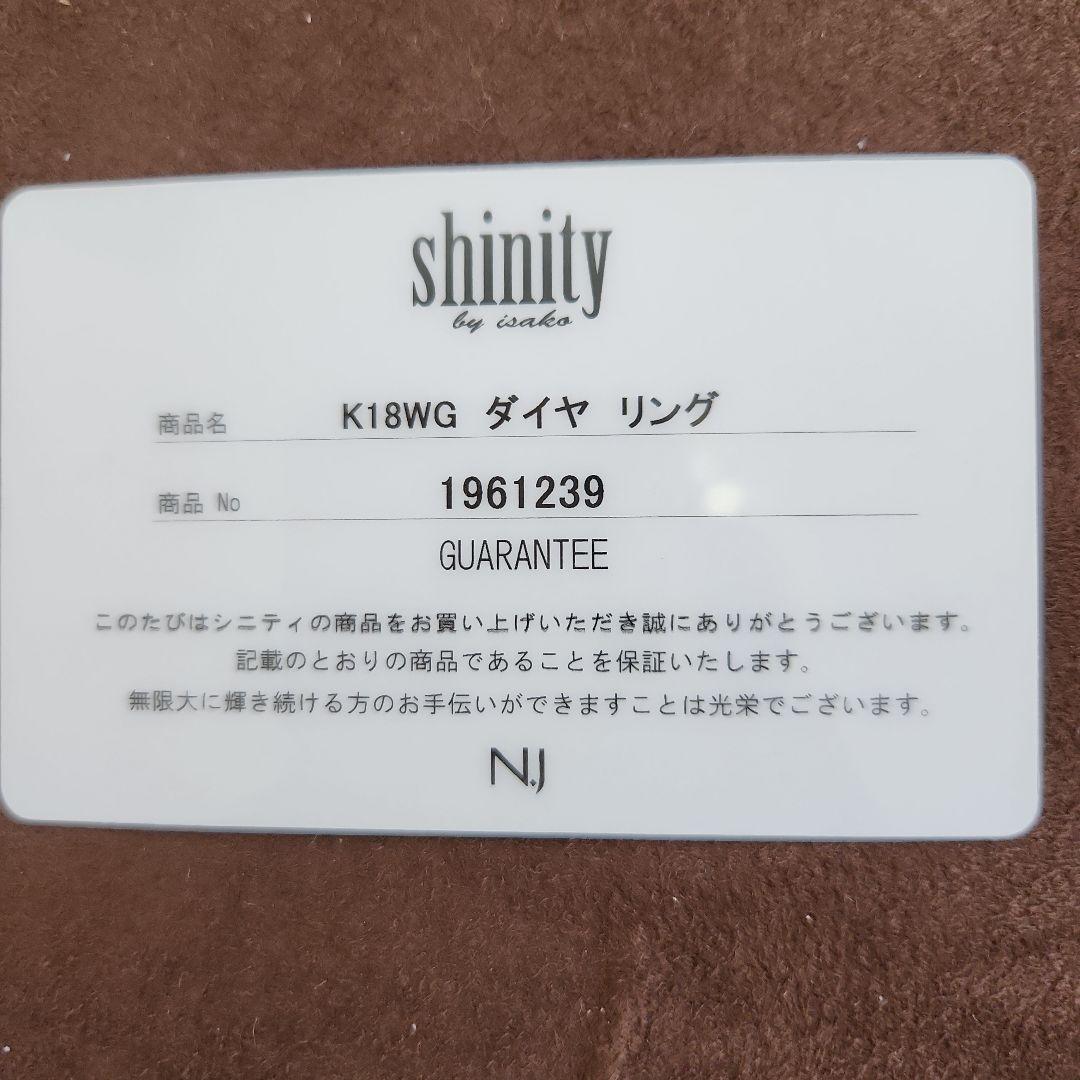 shinity
by isako
商品名 K18WG ダイヤ リング
商品 No 1961239
GUARANTEE
このたびはシニティの商品をお買い上げいただき誠にありがとうございます。
記載のとおりの商品であることを保証いたします。
無限大に輝き続ける方のお手伝いができますことは光栄でございます。
N.J